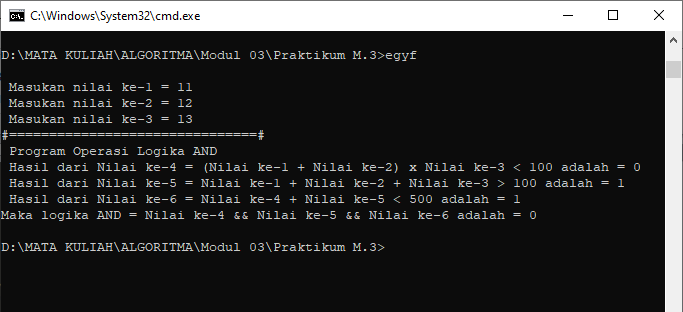 C:\Windows\System32\cmd.exe
D:\MATA KULIAH\ALGORITMA\Modul 03\Praktikum M.3>egyf
Masukan nilai ke-1 = 11
Masukan nilai ke-2 = 12
Masukan nilai ke-3 = 13
#===============================#
Program Operasi Logika AND
Hasil dari Nilai ke-4 = (Nilai ke-1 + Nilai ke-2) x Nilai ke-3 < 100 adalah = 0
Hasil dari Nilai ke-5 = Nilai ke-1 + Nilai ke-2 + Nilai ke-3 > 100 adalah = 1
Hasil dari Nilai ke-6 = Nilai ke-4 + Nilai ke-5 < 500 adalah = 1
Maka logika AND = Nilai ke-4 && Nilai ke-5 && Nilai ke-6 adalah = 0
D:\MATA KULIAH\ALGORITMA\Modul 03\Praktikum M.3>